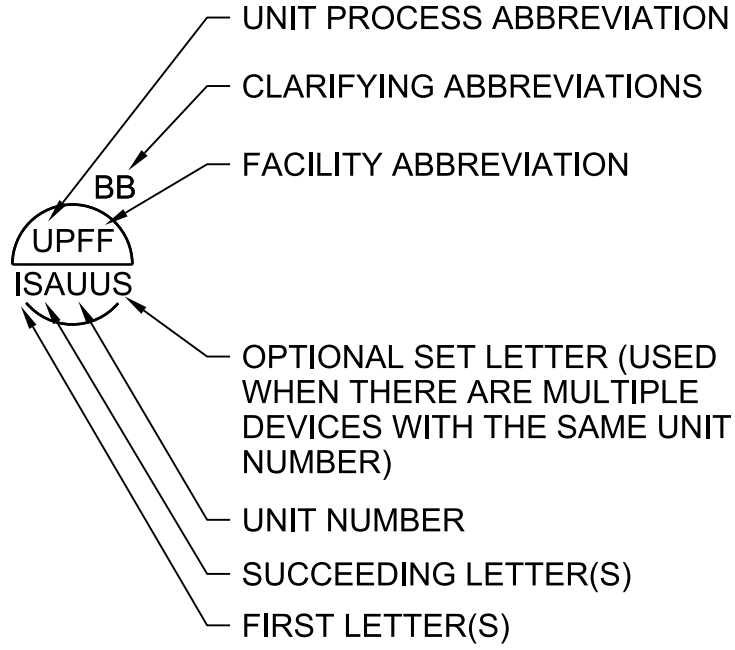 UNIT PROCESS ABBREVIATION
CLARIFYING ABBREVIATIONS
FACILITY ABBREVIATION
BB
UPFF
ISAUUS
OPTIONAL SET LETTER (USED
WHEN THERE ARE MULTIPLE
DEVICES WITH THE SAME UNIT
NUMBER)
UNIT NUMBER
SUCCEEDING LETTER(S)
FIRST LETTER(S)